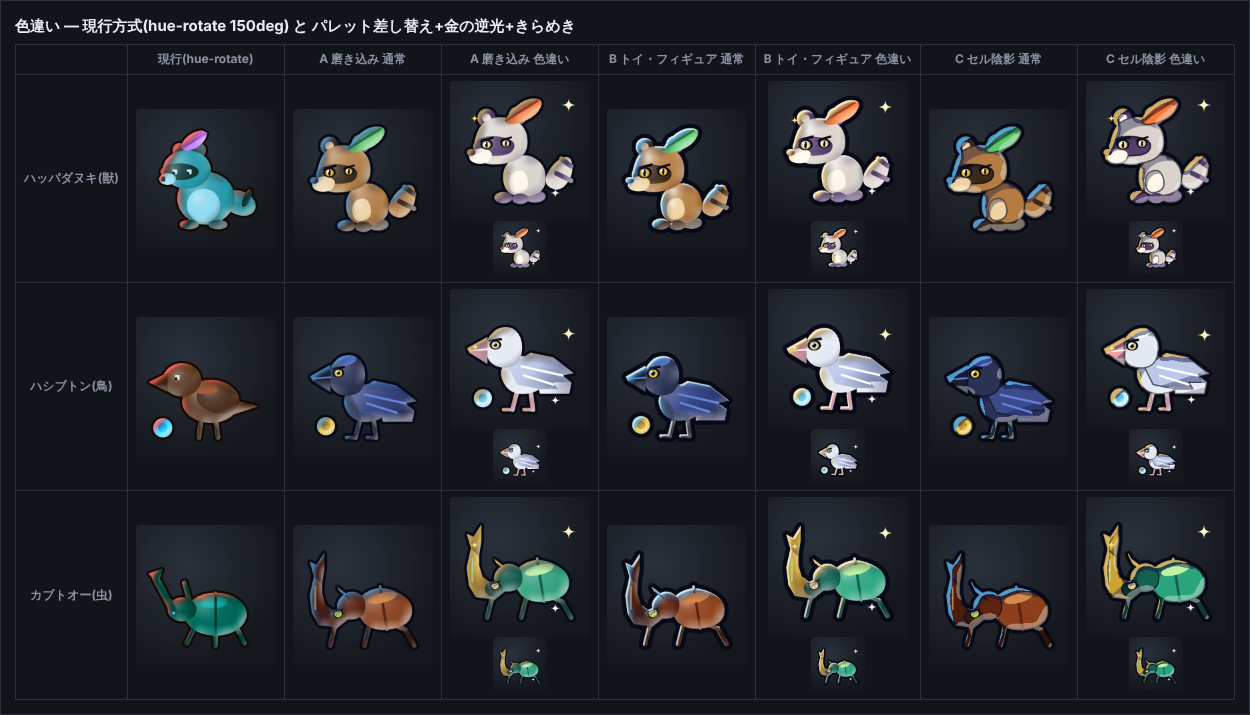 色違い — 現行方式(hue-rotate 150deg) と パレット差し替え+金の逆光+きらめき
現行(hue-rotate)
A 磨き込み 通常
A 磨き込み 色違い
B トイ・フィギュア 通常
B トイ・フィギュア 色違い
C セル陰影 通常
C セル陰影 色違い
ハッパダヌキ(獣)
ハシブトン(鳥)
カブトオー(虫)